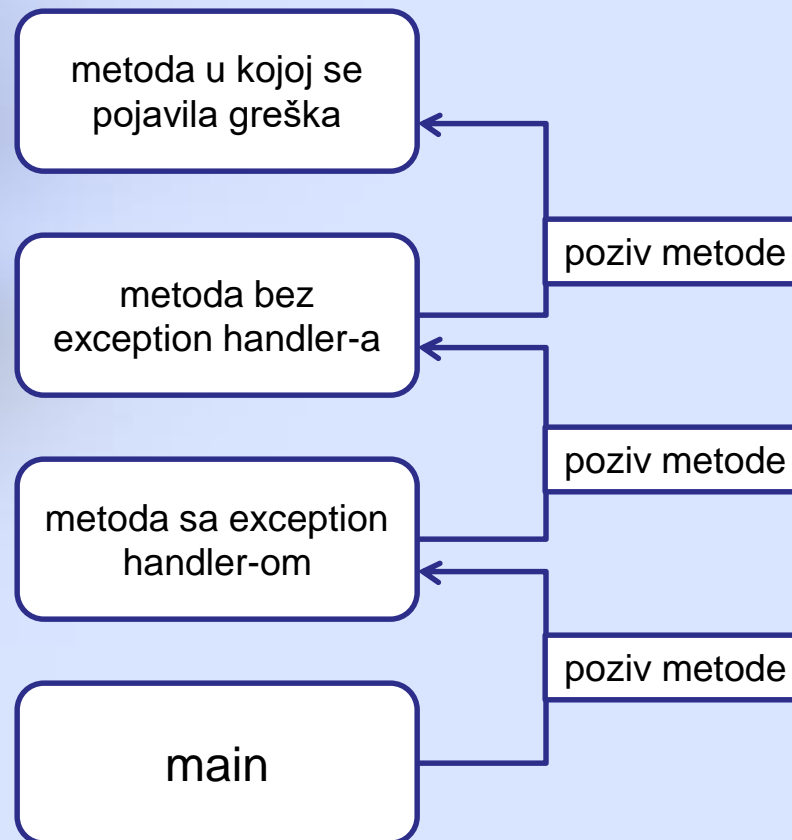 metoda u kojoj se
pojavila greška
poziv metode
metoda bez
exception handler-a
poziv metode
metoda sa exception
handler-om
poziv metode
main